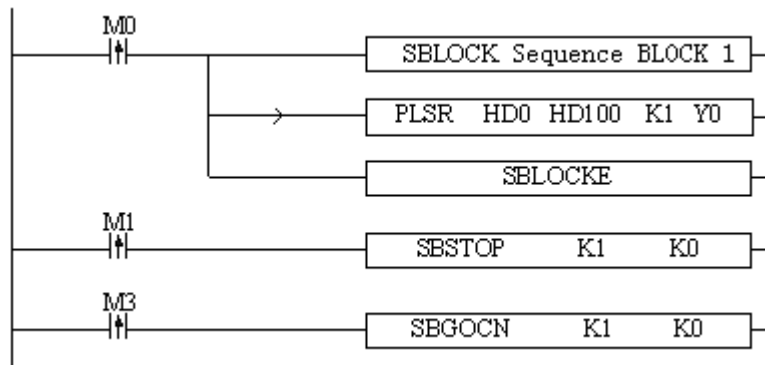 M0
SBLOCK Sequence BLOCK 1
PLSR HD0 HD100 K1 Y0
SBLOCKE
M1
SBSTOP K1 K0
M3
SBGOCN K1 K0